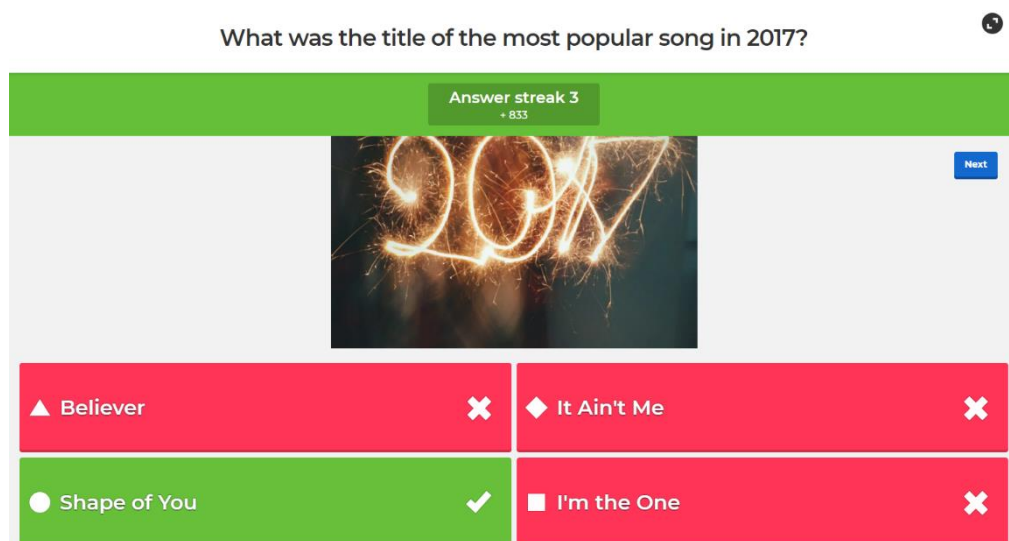 What was the title of the most popular song in 2017?
Answer streak 3
+ 833
2017
Next
Believer
It Ain't Me
Shape of You
I'm the One